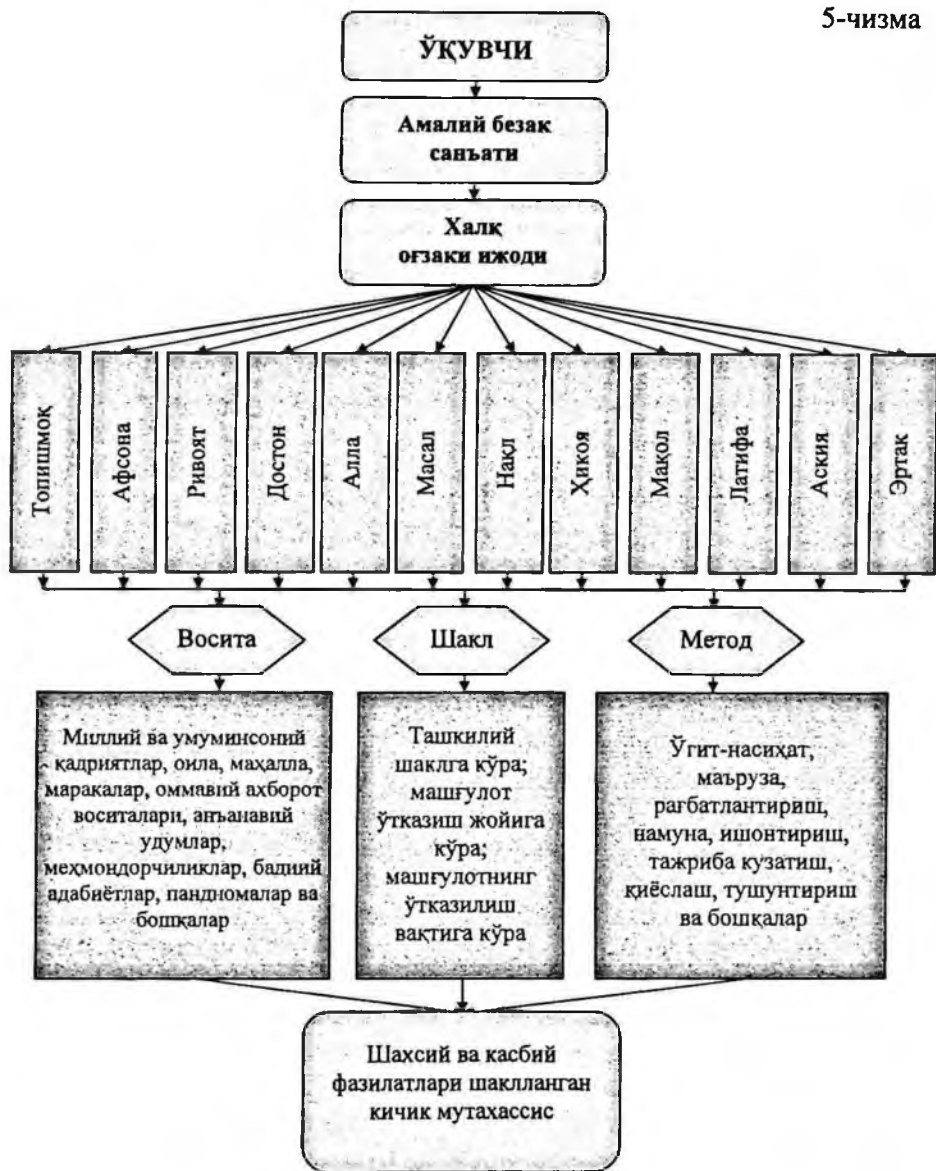 5-чизма
ЎҚУВЧИ
Амалий безак
санъати
Халқ
оғзаки ижоди
Топишмоқ
Афсона
Ривоят
Достон
Алла
Масал
Нақл
Ҳикоя
Мақол
Латифа
Аския
Эртак
Восита
Шакл
Метод
Миллий ва умуминсоний
қадриятлар, оила, маҳалла,
маракалар, оммавий ахборот
воситалари, анъанавий
удумлар,
меҳмондорчиликлар, бадиий
адабиётлар, панднома­лар ва
бошқалар
Ташкилий
шаклга кўра;
машғулот
ўтказиш жойига
кўра;
машғулотнинг
ўтказилиш
вақтига кўра
Ўгит-насиҳат,
маъруза,
рағбатлантириш,
намуна, ишонтириш,
тажриба кузатиш,
қиёслаш, тушунтириш
ва бошқалар
Шахсий ва касбий
фазилатлари шаклланган
кичик мутахассис